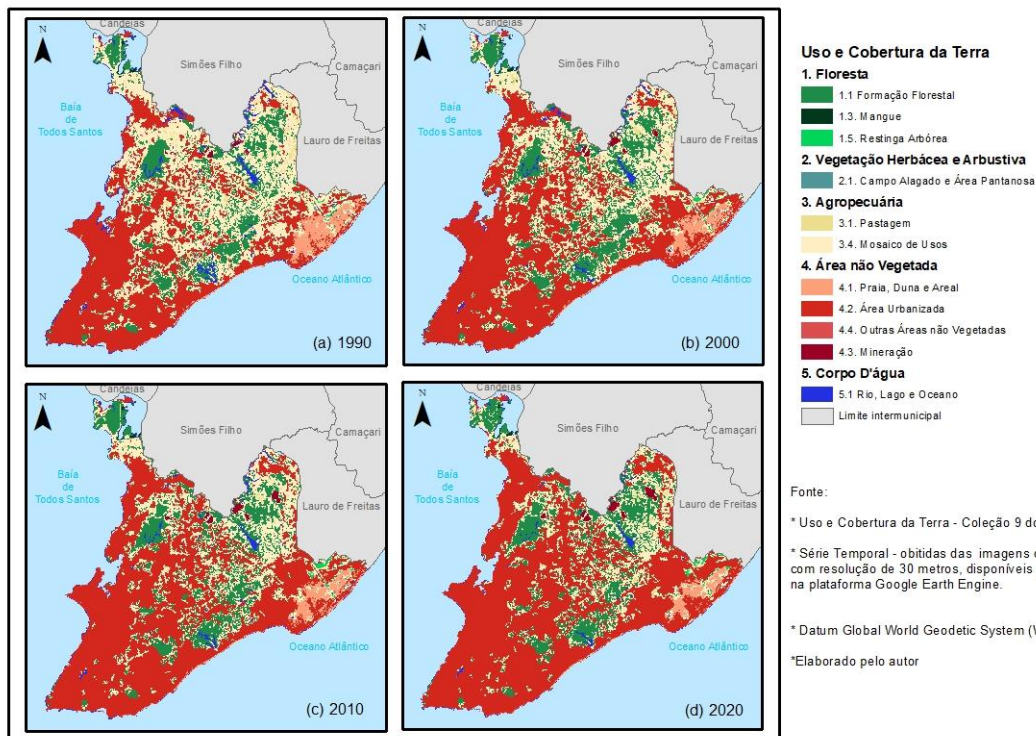 N
Candeias
Simões Filho
Camaçari
Baía
de
Todos Santos
Lauro de Freitas
Oceano Atlântico
(a) 1990
N
Candeias
Simões Filho
Camaçari
Baía
de
Todos Santos
Lauro de Freitas
Oceano Atlântico
(b) 2000
N
Candeias
Simões Filho
Camaçari
Baía
de
Todos Santos
Lauro de Freitas
Oceano Atlântico
(c) 2010
N
Candeias
Simões Filho
Camaçari
Baía
de
Todos Santos
Lauro de Freitas
Oceano Atlântico
(d) 2020
Uso e Cobertura da Terra
1. Floresta
1.1 Formação Florestal
1.3. Mangue
1.5. Restinga Arbórea
2. Vegetação Herbácea e Arbustiva
2.1. Campo Alagado e Área Pantanosa
3. Agropecuária
3.1. Pastagem
3.4. Mosaico de Usos
4. Área não Vegetada
4.1. Praia, Duna e Areal
4.2. Área Urbanizada
4.4. Outras Áreas não Vegetadas
4.3. Mineração
5. Corpo D'água
5.1 Rio, Lago e Oceano
Limite intermunicipal
Fonte:
* Uso e Cobertura da Terra - Coleção 9 do
* Série Temporal - obitidas das imagens
com resolução de 30 metros, disponíveis
na plataforma Google Earth Engine.
* Datum Global World Geodetic System
*Elaborado pelo autor